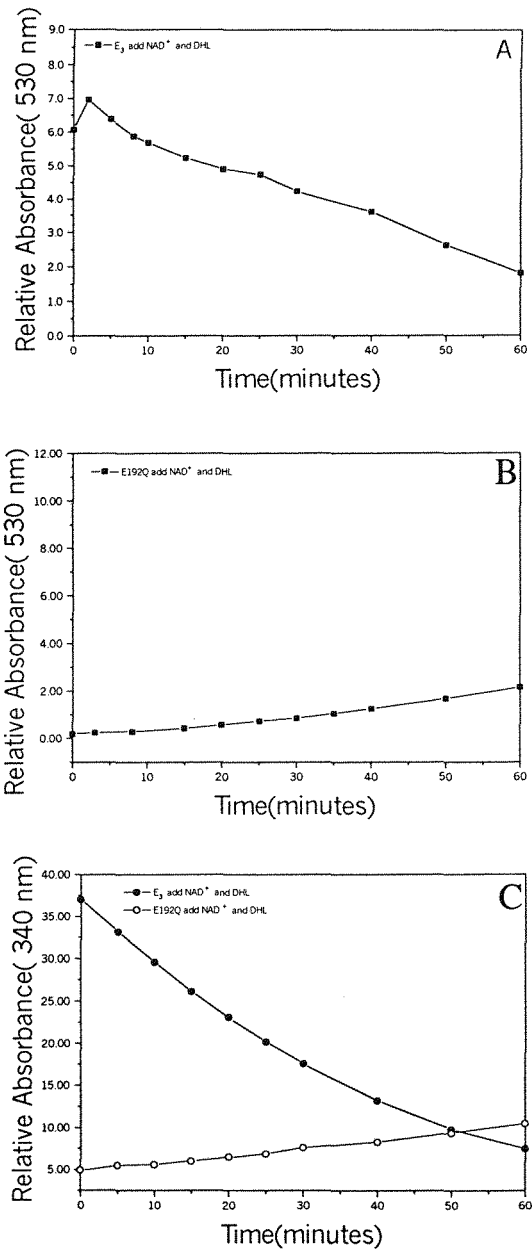 A
E₃ add NAD⁺ and DHL
Relative Absorbance( 530 nm)
9.0
8.0
7.0
6.0
5.0
4.0
3.0
2.0
1.0
0.0
0 10 20 30 40 50 60
Time(minutes)
B
E192Q add NAD⁺ and DHL
Relative Absorbance( 530 nm)
12.00
10.00
8.00
6.00
4.00
2.00
0.00
0 10 20 30 40 50 60
Time(minutes)
C
E₃ add NAD⁺ and DHL
E192Q add NAD⁺ and DHL
Relative Absorbance( 340 nm)
40.00
35.00
30.00
25.00
20.00
15.00
10.00
5.00
0 10 20 30 40 50 60
Time(minutes)